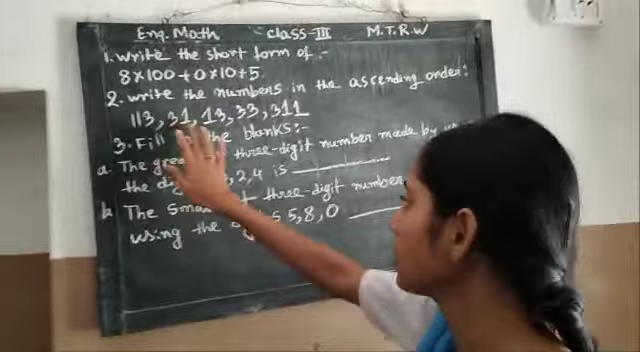 Eng. Math Class-III M.T.R.W
1. Write the short form of :-
8×100+0×10+5.
2. Write the numbers in the ascending order:
113, 31, 13, 33, 311
3. Fill the blanks:-
a. The three-digit number made by
the 2, 4 is
b. The three-digit number
using the 5, 8, 0